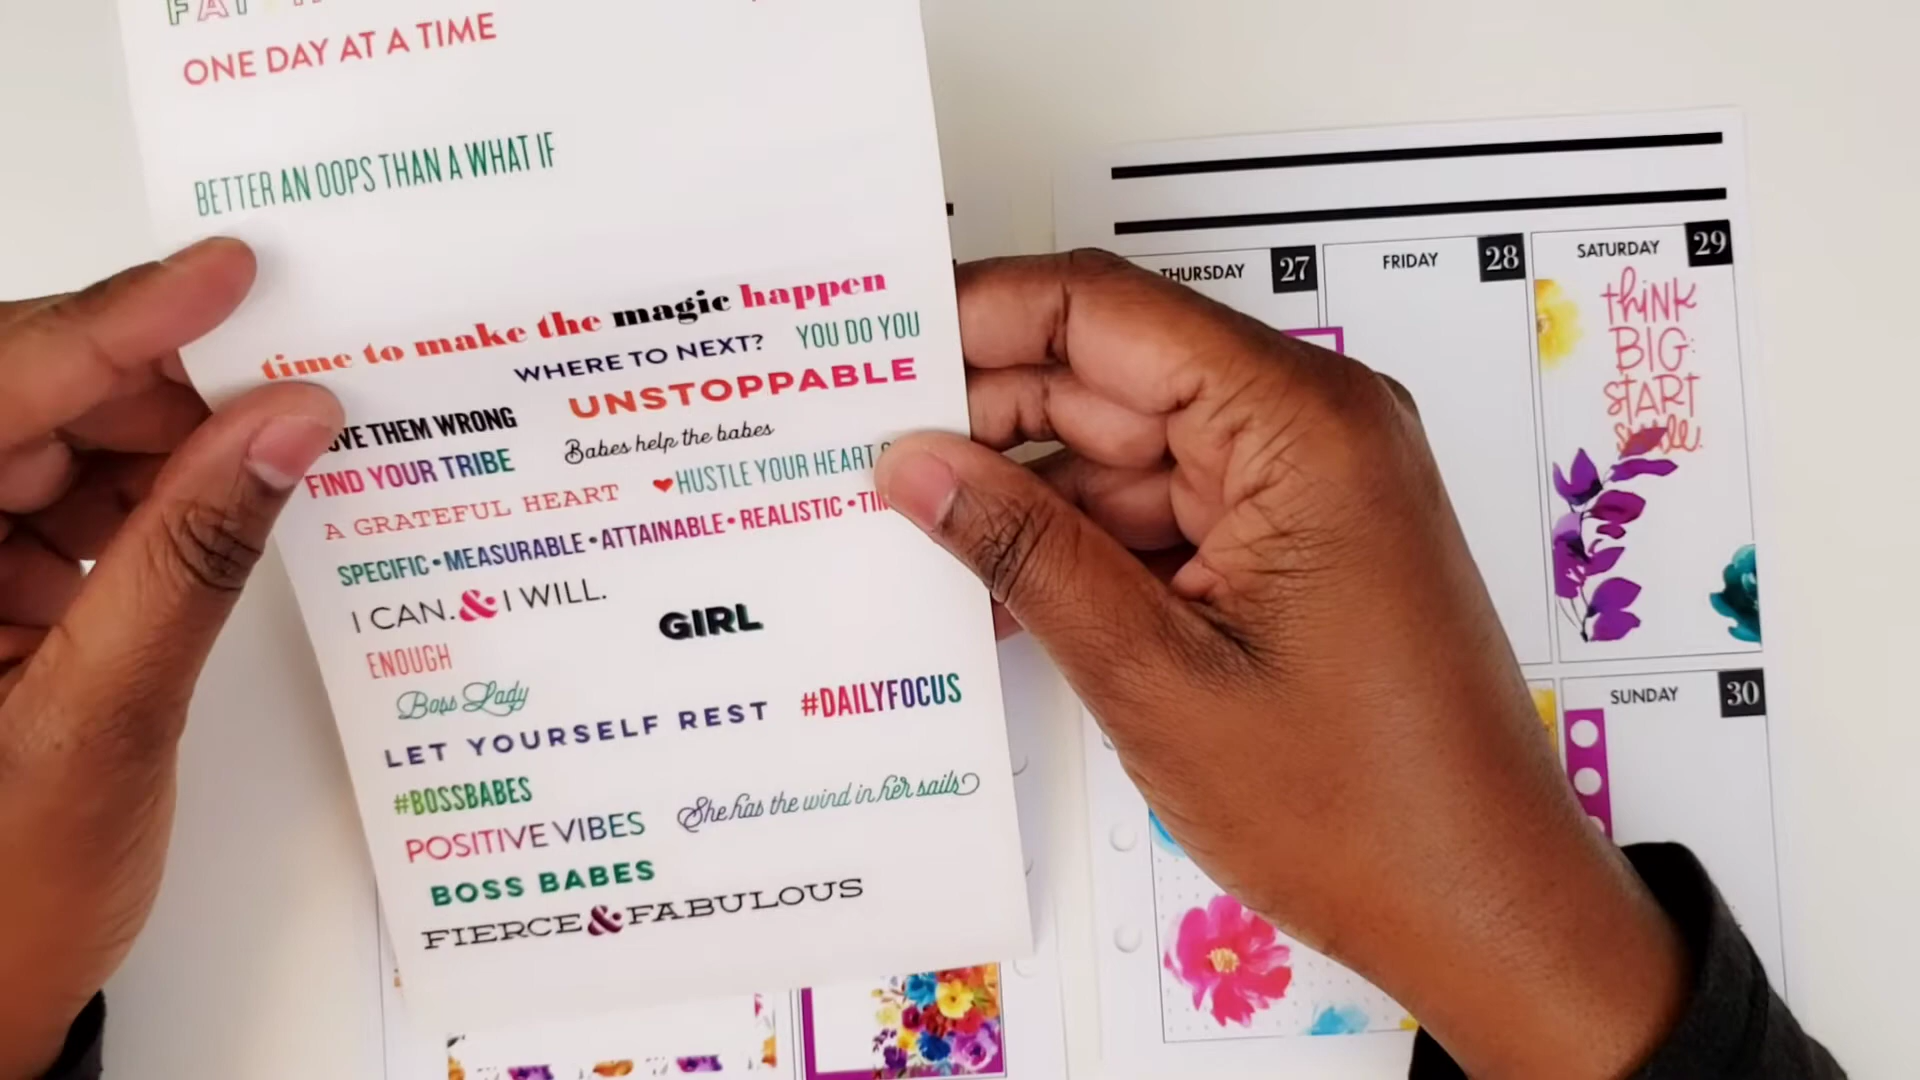 ONE DAY AT A TIME
BETTER AN OOPS THAN A WHAT IF
time to make the magic happen
WHERE TO NEXT? YOU DO YOU
UNSTOPPABLE
THEM WRONG
Babes help the babes
FIND YOUR TRIBE
HUSTLE YOUR HEART
A GRATEFUL HEART
SPECIFIC • MEASURABLE • ATTAINABLE • REALISTIC •
I CAN. & I WILL.
GIRL
ENOUGH
Boss Lady
LET YOURSELF REST #DAILYFOCUS
#BOSSBABES
POSITIVE VIBES She has the wind in her sails
BOSS BABES
FIERCE & FABULOUS
THURSDAY 27
FRIDAY 28
SATURDAY 29
THINK
BIG:
START
SUNDAY 30